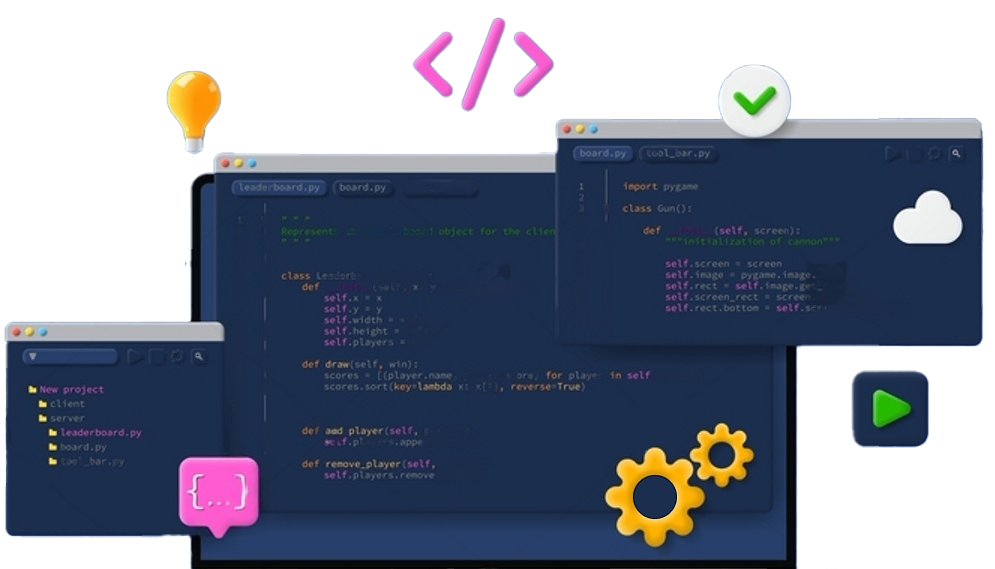 </>
board.py tool_bar.py
1 import pygame
2
3 class Gun():
def (self, screen):
"""initialization of cannon"""
self.screen = screen
self.image = pygame.image.
self.rect = self.image.get_
self.screen_rect = screen
self.rect.bottom = self.
leaderboard.py board.py
1 " " "
Represents board object for the clien
" " "
class Leaderb
def (self, x y
self.x = x
self.y = y
self.width =
self.height =
self.players =
def draw(self, win):
scores = [(player.name, for player in self
scores.sort(key=lambda x: x[1], reverse=True)
def player(self,
self.players.appe
def remove_player(self,
self.players.remove
New project
client
server
leaderboard.py
board.py
tool_bar.py
{...}